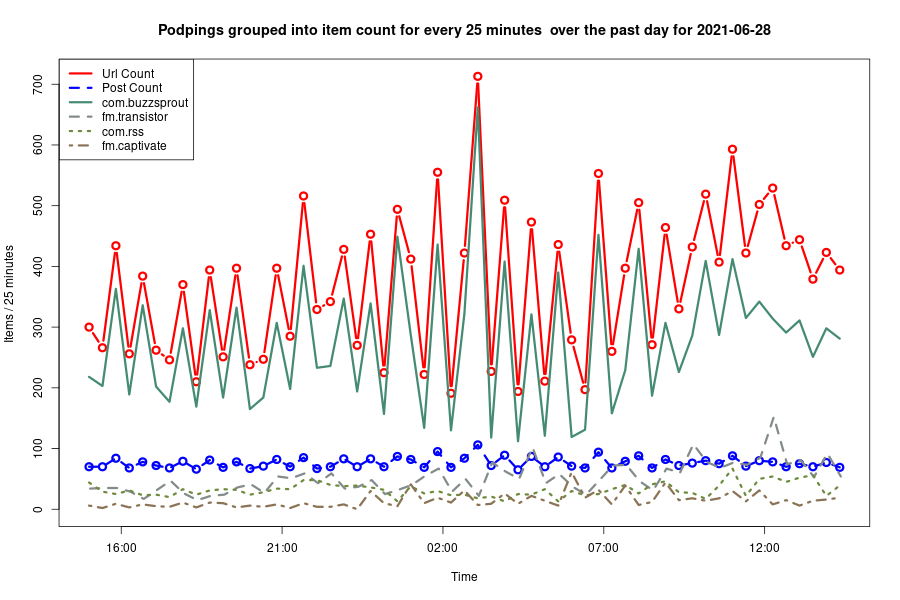 Podpings grouped into item count for every 25 minutes  over the past day for 2021-06-28
Url Count
Post Count
com.buzzsprout
fm.transistor
com.rss
fm.captivate
Items / 25 minutes
700
600
500
400
300
200
100
0
16:00
21:00
02:00
07:00
12:00
Time